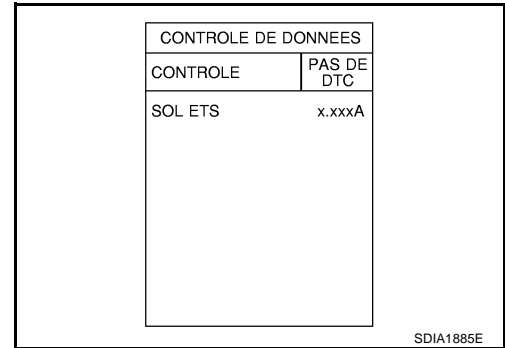 CONTROLE DE DONNEES
CONTROLE
PAS DE
DTC
SOL ETS x.xxxA
SDIA1885E